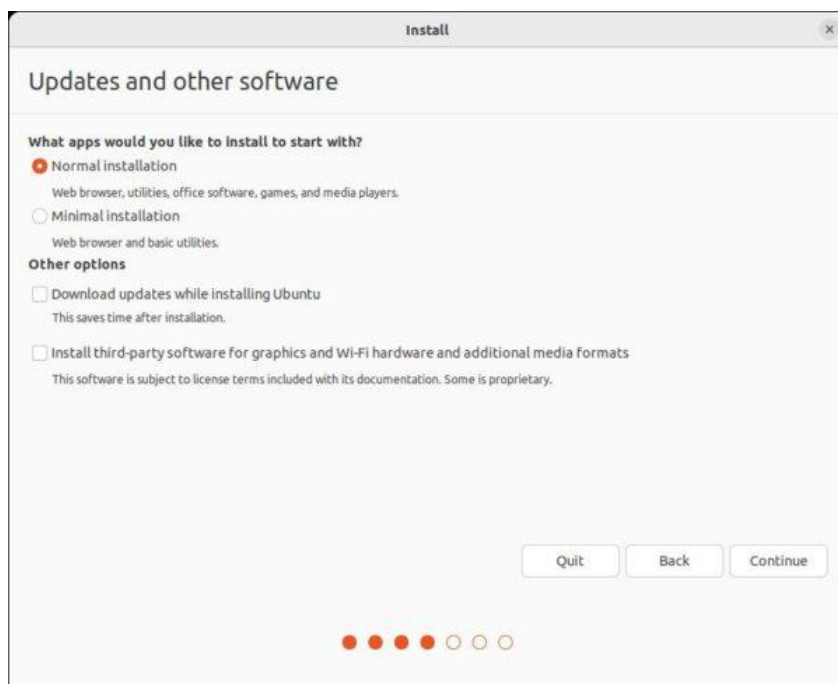 Install
Updates and other software
What apps would you like to install to start with?
Normal installation
Web browser, utilities, office software, games, and media players.
Minimal installation
Web browser and basic utilities.
Other options
Download updates while installing Ubuntu
This saves time after installation.
Install third-party software for graphics and Wi-Fi hardware and additional media formats
This software is subject to license terms included with its documentation. Some is proprietary.
Quit Back Continue